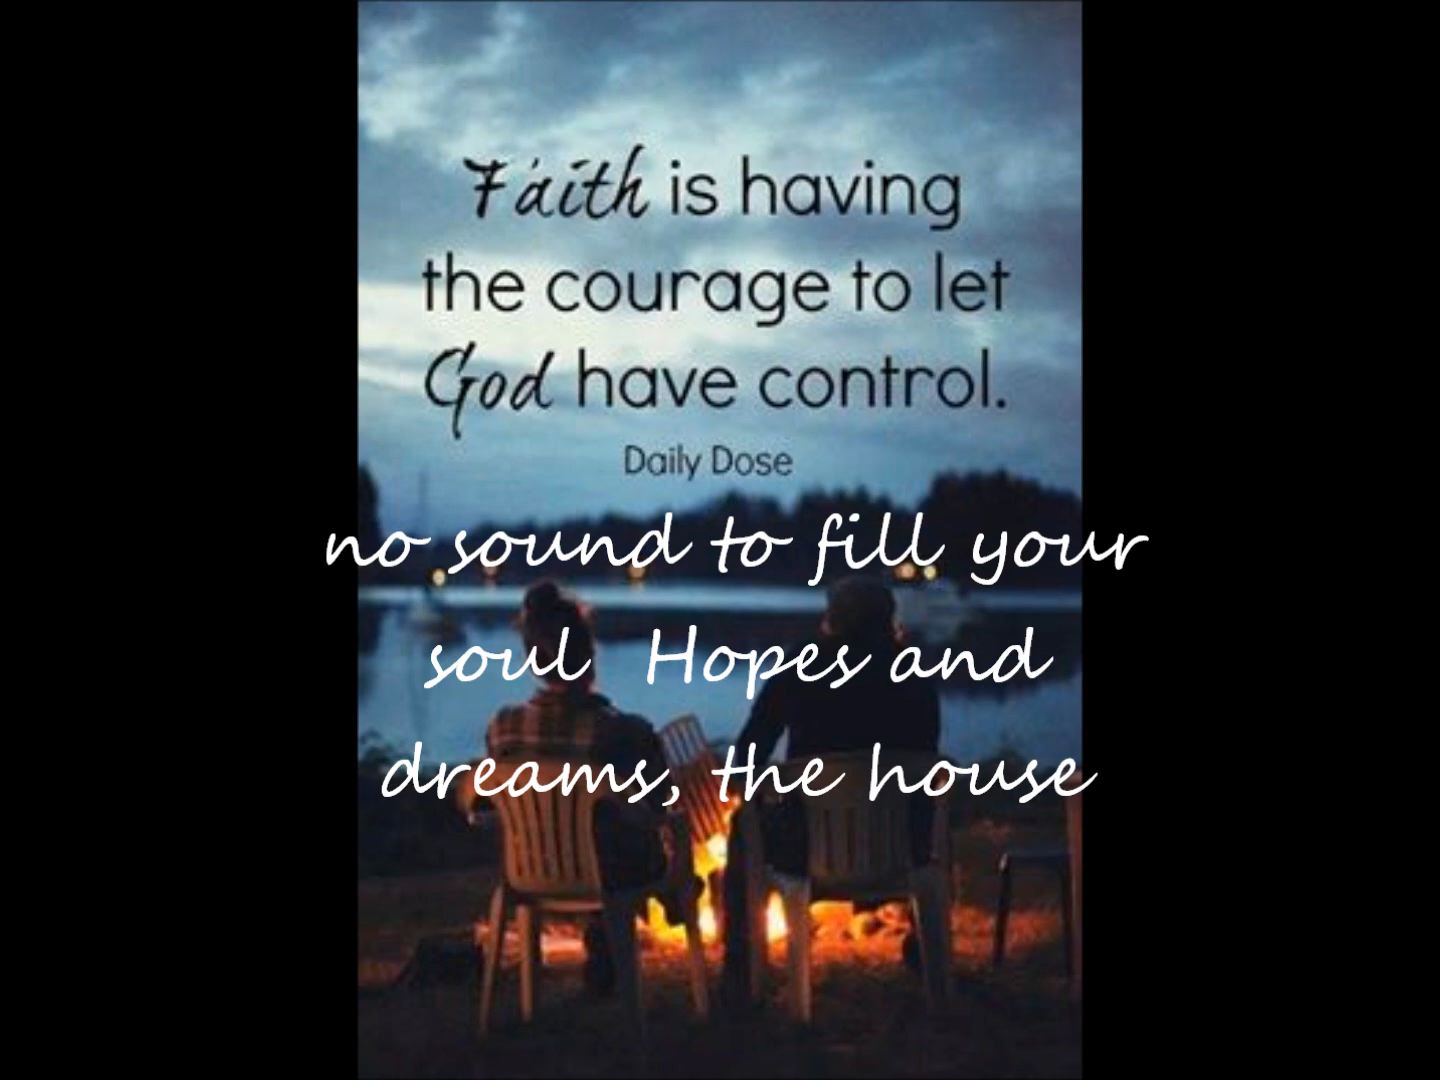 Faith is having
the courage to let
God have control.
Daily Dose
no sound to fill your
soul Hopes and
dreams, the house